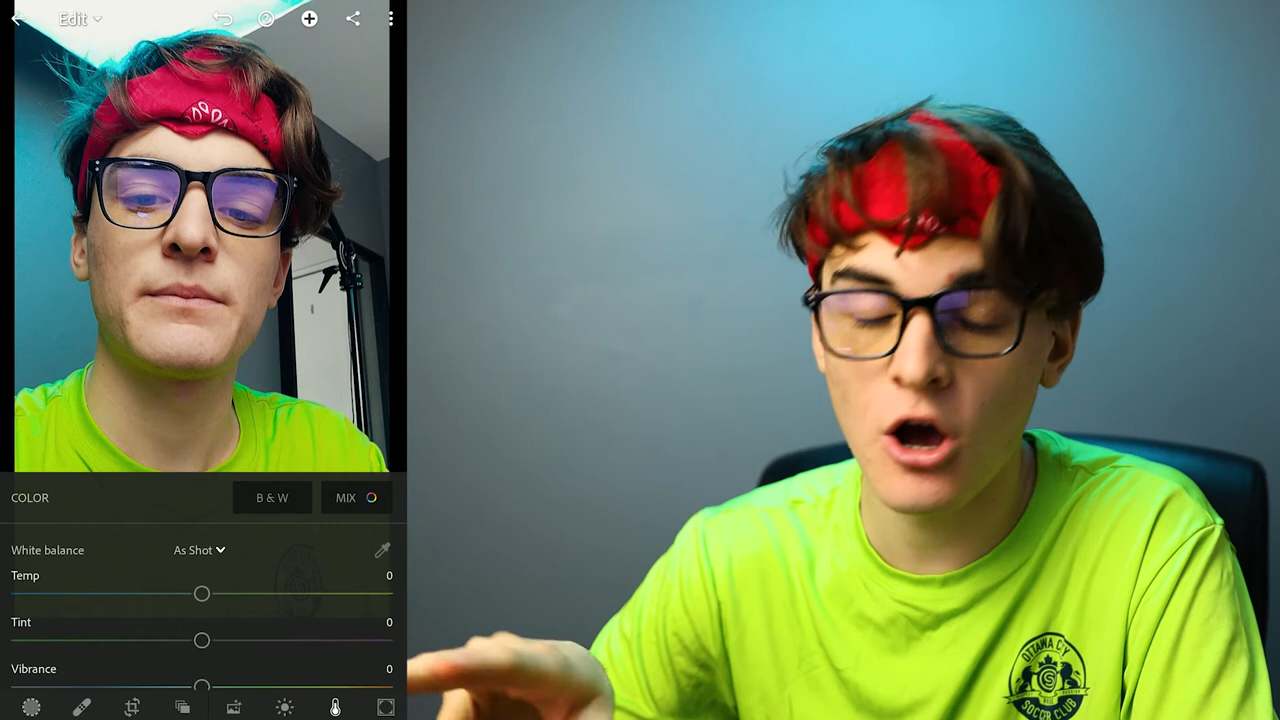 Edit
COLOR
B & W
MIX
White balance
As Shot
Temp
0
Tint
0
Vibrance
0
OTTAWA CITY
SOCCER CLUB